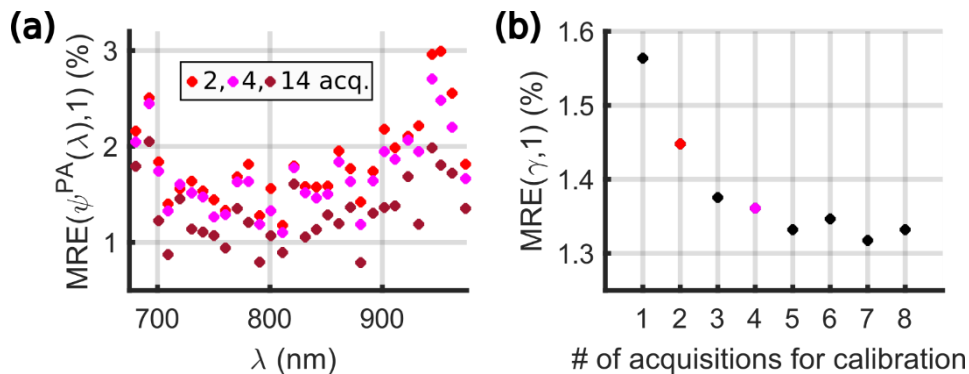 (a)
MRE(ψ^PA(λ),1) (%)
3
2
1
2, 4, 14 acq.
700 800 900
λ (nm)
(b)
MRE(γ,1) (%)
1.6
1.5
1.4
1.3
1 2 3 4 5 6 7 8
# of acquisitions for calibration